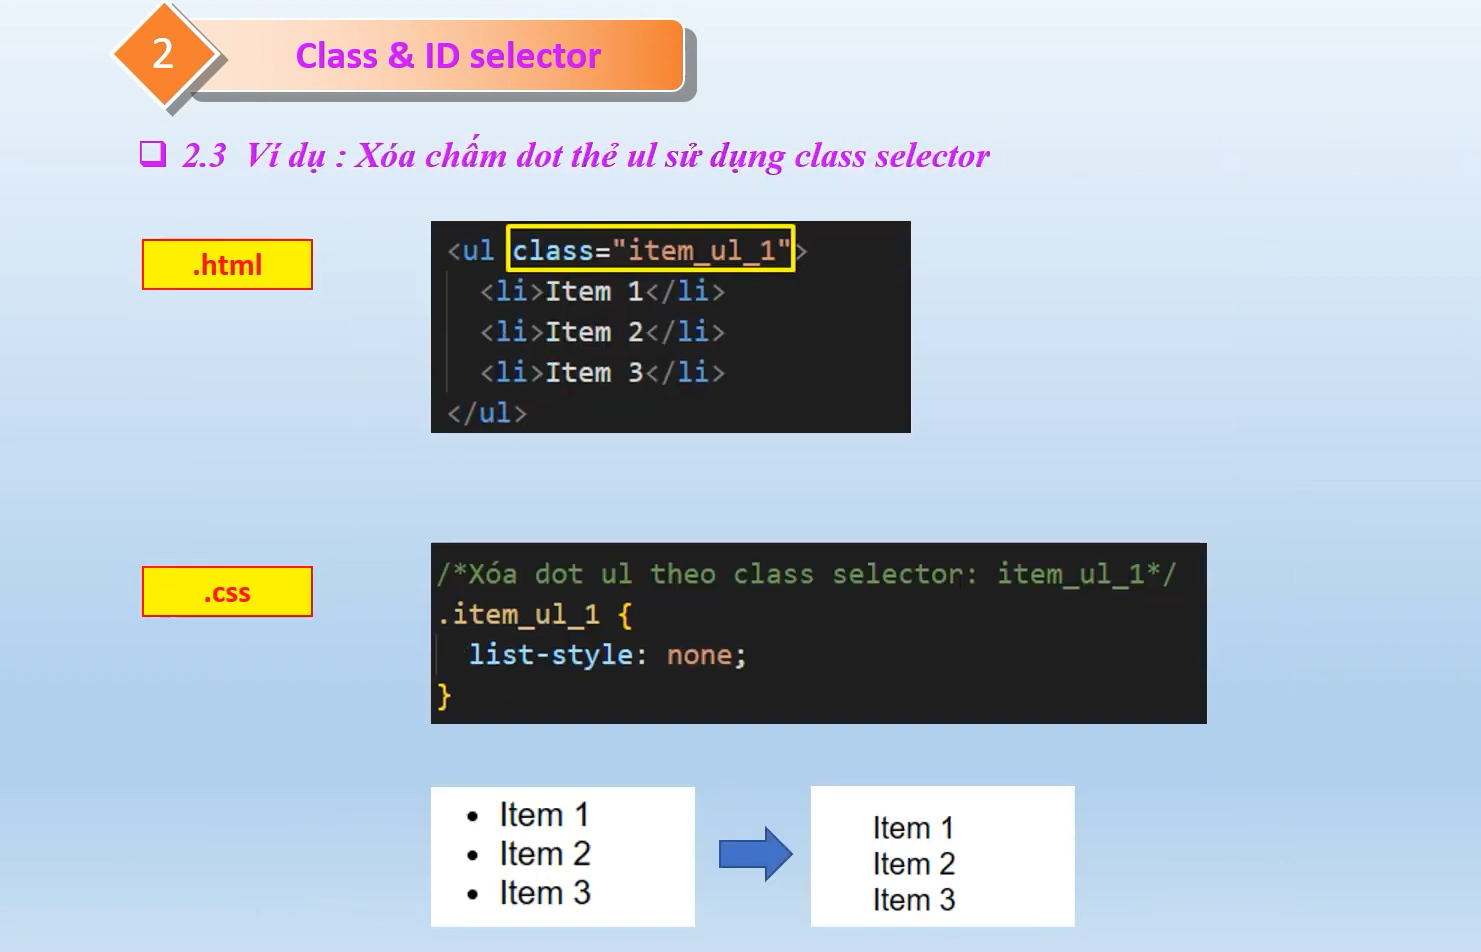 2
Class & ID selector
2.3 Ví dụ : Xóa chấm dot thẻ ul sử dụng class selector
.html
<ul class="item_ul_1">
<li>Item 1</li>
<li>Item 2</li>
<li>Item 3</li>
</ul>
.css
/*Xóa dot ul theo class selector: item_ul_1*/
.item_ul_1 {
list-style: none;
}
• Item 1
• Item 2
• Item 3
Item 1
Item 2
Item 3